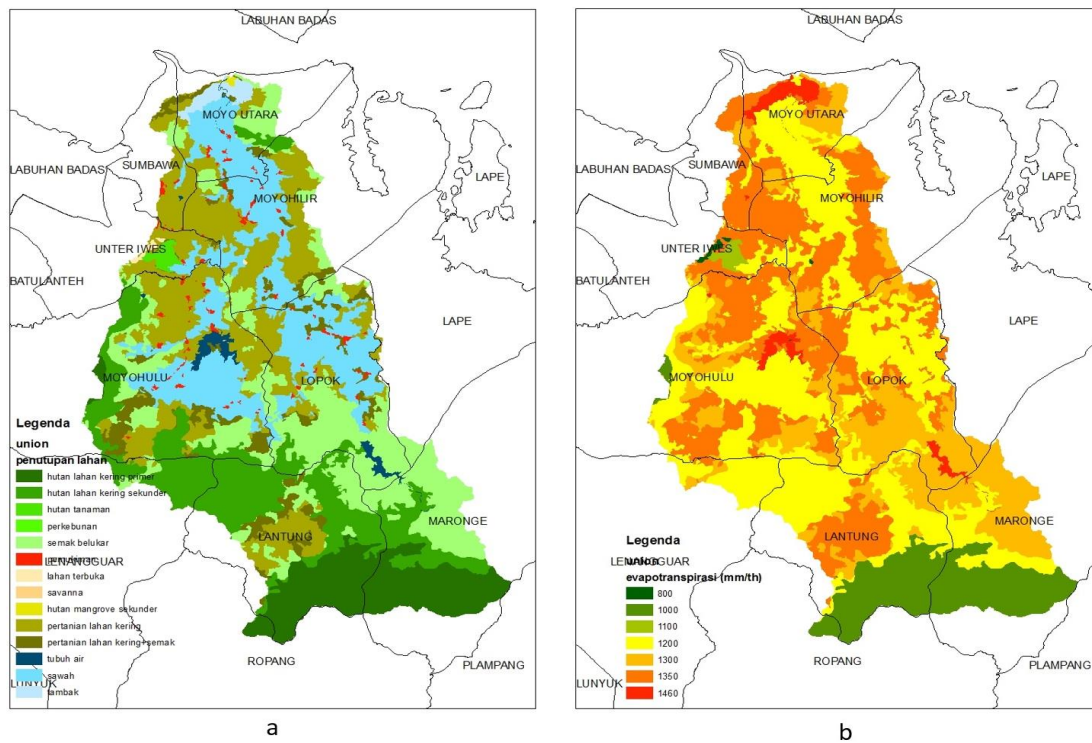 LABUHAN BADAS
MOYO UTARA
SUMBAWA
LABUHAN BADAS
LAPE
MOYOHILIR
UNTER IWES
BATULANTEH
LAPE
MOYOHULU
LOPOK
Legenda
union
penutupan lahan
hutan lahan kering primer
hutan lahan kering sekunder
hutan tanaman
perkebunan
semak belukar
lahan terbuka
savanna
hutan mangrove sekunder
pertanian lahan kering
pertanian lahan kering+semak
tubuh air
sawah
tambak
MARONGE
LANTUNG
LENANGGUAR
ROPANG
PLAMPANG
LUNYUK
a
LABUHAN BADAS
MOYO UTARA
SUMBAWA
LABUHAN BADAS
LAPE
MOYOHILIR
UNTER IWES
BATULANTEH
LAPE
MOYOHULU
LOPOK
MARONGE
LANTUNG
Legenda
union
LENANGGUAR
evapotranspirasi (mm/th)
800
1000
1100
1200
1300
1350
1460
ROPANG
PLAMPANG
LUNYUK
b